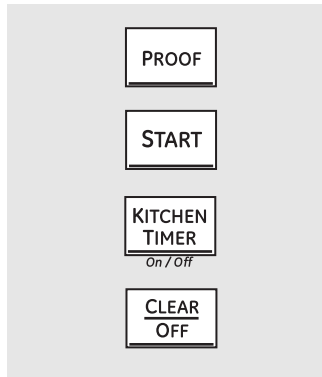 PROOF
START
KITCHEN
TIMER
On / Off
CLEAR
OFF